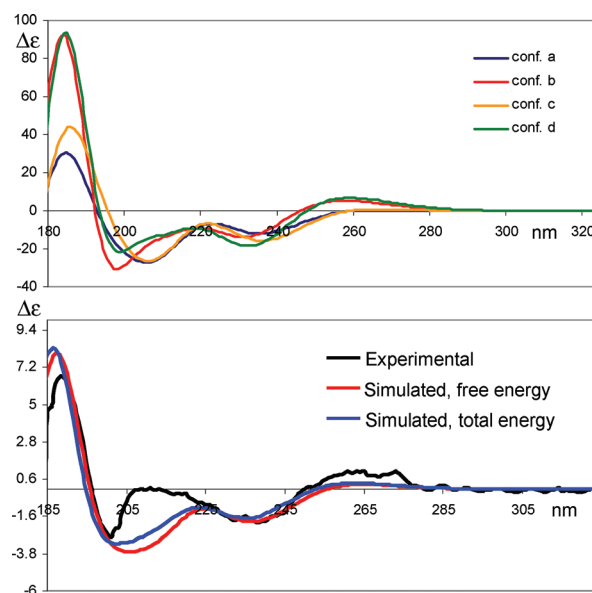 100
Δε
80
60
40
20
0
-20
-40
conf. a
conf. b
conf. c
conf. d
180 200 220 240 260 280 300 320
nm
Δε
9.4
7.2
5
2.8
0.6
-1.6
-3.8
-6
Experimental
Simulated, free energy
Simulated, total energy
185 205 225 245 265 285 305
nm